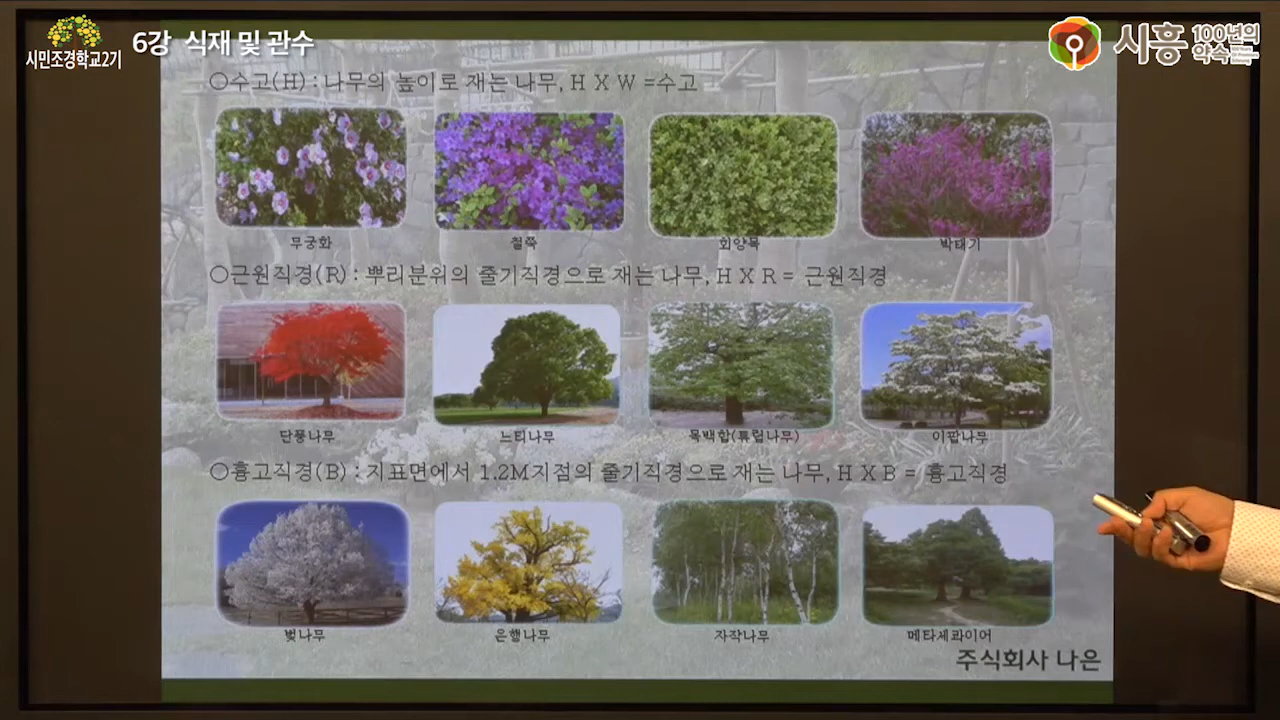 시민조경학교2기
6강 식재 및 관수
시흥 100년의 약속
○수고(H) : 나무의 높이로 재는 나무, H X W =수고
무궁화 철쭉 회양목 박태기
○근원직경(R) : 뿌리분위의 줄기직경으로 재는 나무, H X R = 근원직경
단풍나무 느티나무 목백합(튜립나무) 이팝나무
○흉고직경(B) : 지표면에서 1.2M지점의 줄기직경으로 재는 나무, H X B = 흉고직경
벚나무 은행나무 자작나무 메타세콰이어
주식회사 나은